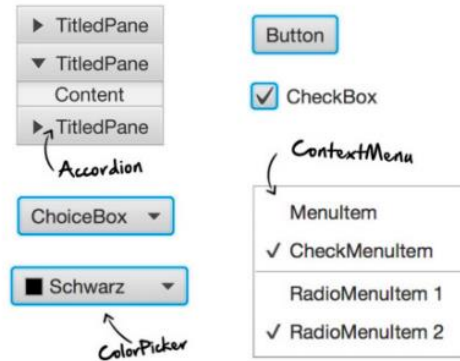 TitledPane
TitledPane
Content
TitledPane
Accordion
ChoiceBox
Schwarz
ColorPicker
Button
CheckBox
ContextMenu
MenuItem
CheckMenuItem
RadioMenuItem 1
RadioMenuItem 2